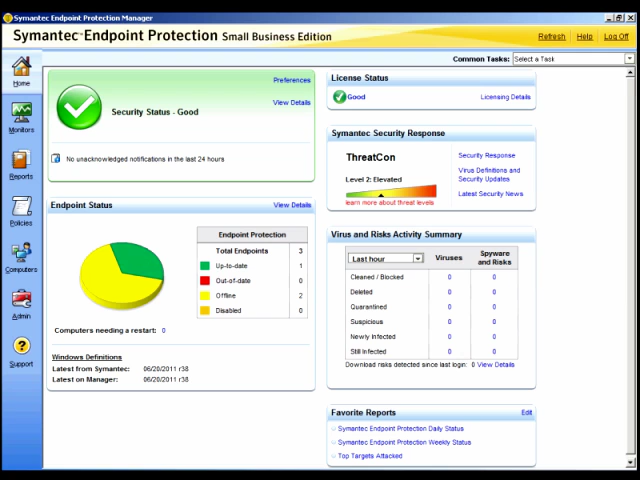 Symantec Endpoint Protection Manager
Symantec™ Endpoint Protection Small Business Edition
Refresh Help Log Off
Common Tasks: Select a Task
Home
Monitors
Reports
Policies
Computers
Admin
Support
Preferences
Security Status - Good
View Details
No unacknowledged notifications in the last 24 hours
Endpoint Status View Details
Endpoint Protection
Total Endpoints 3
Up-to-date 1
Out-of-date 0
Offline 2
Disabled 0
Computers needing a restart: 0
Windows Definitions
Latest from Symantec: 06/20/2011 r38
Latest on Manager: 06/20/2011 r38
License Status
Good Licensing Details
Symantec Security Response
ThreatCon
Level 2: Elevated
learn more about threat levels
Security Response
Virus Definitions and
Security Updates
Latest Security News
Virus and Risks Activity Summary
Last hour Viruses Spyware
and Risks
Cleaned / Blocked 0 0
Deleted 0 0
Quarantined 0 0
Suspicious 0 0
Newly Infected 0 0
Still Infected 0 0
Download risks detected since last login: 0 View Details
Favorite Reports Edit
Symantec Endpoint Protection Daily Status
Symantec Endpoint Protection Weekly Status
Top Targets Attacked